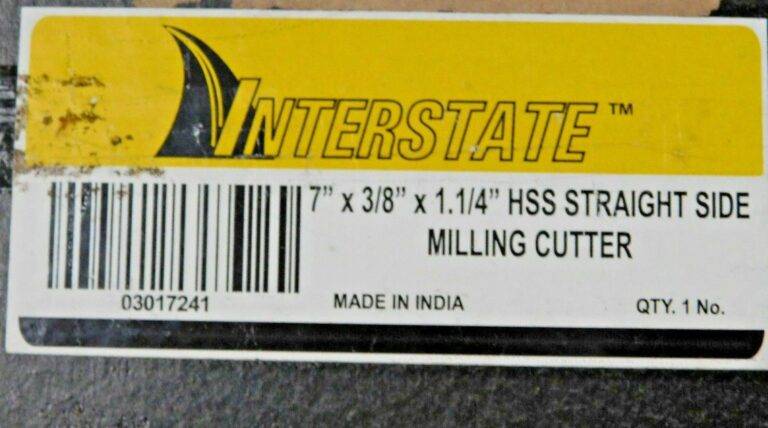 INTERSTATE™
7" x 3/8" x 1.1/4" HSS STRAIGHT SIDE
MILLING CUTTER
03017241
MADE IN INDIA
QTY. 1 No.